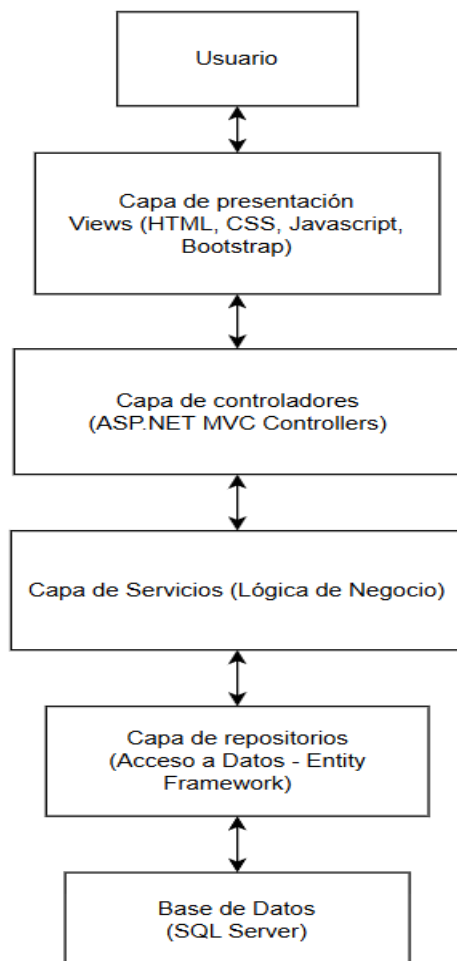 Usuario
Capa de presentación
Views (HTML, CSS, Javascript,
Bootstrap)
Capa de controladores
(ASP.NET MVC Controllers)
Capa de Servicios (Lógica de Negocio)
Capa de repositorios
(Acceso a Datos - Entity
Framework)
Base de Datos
(SQL Server)